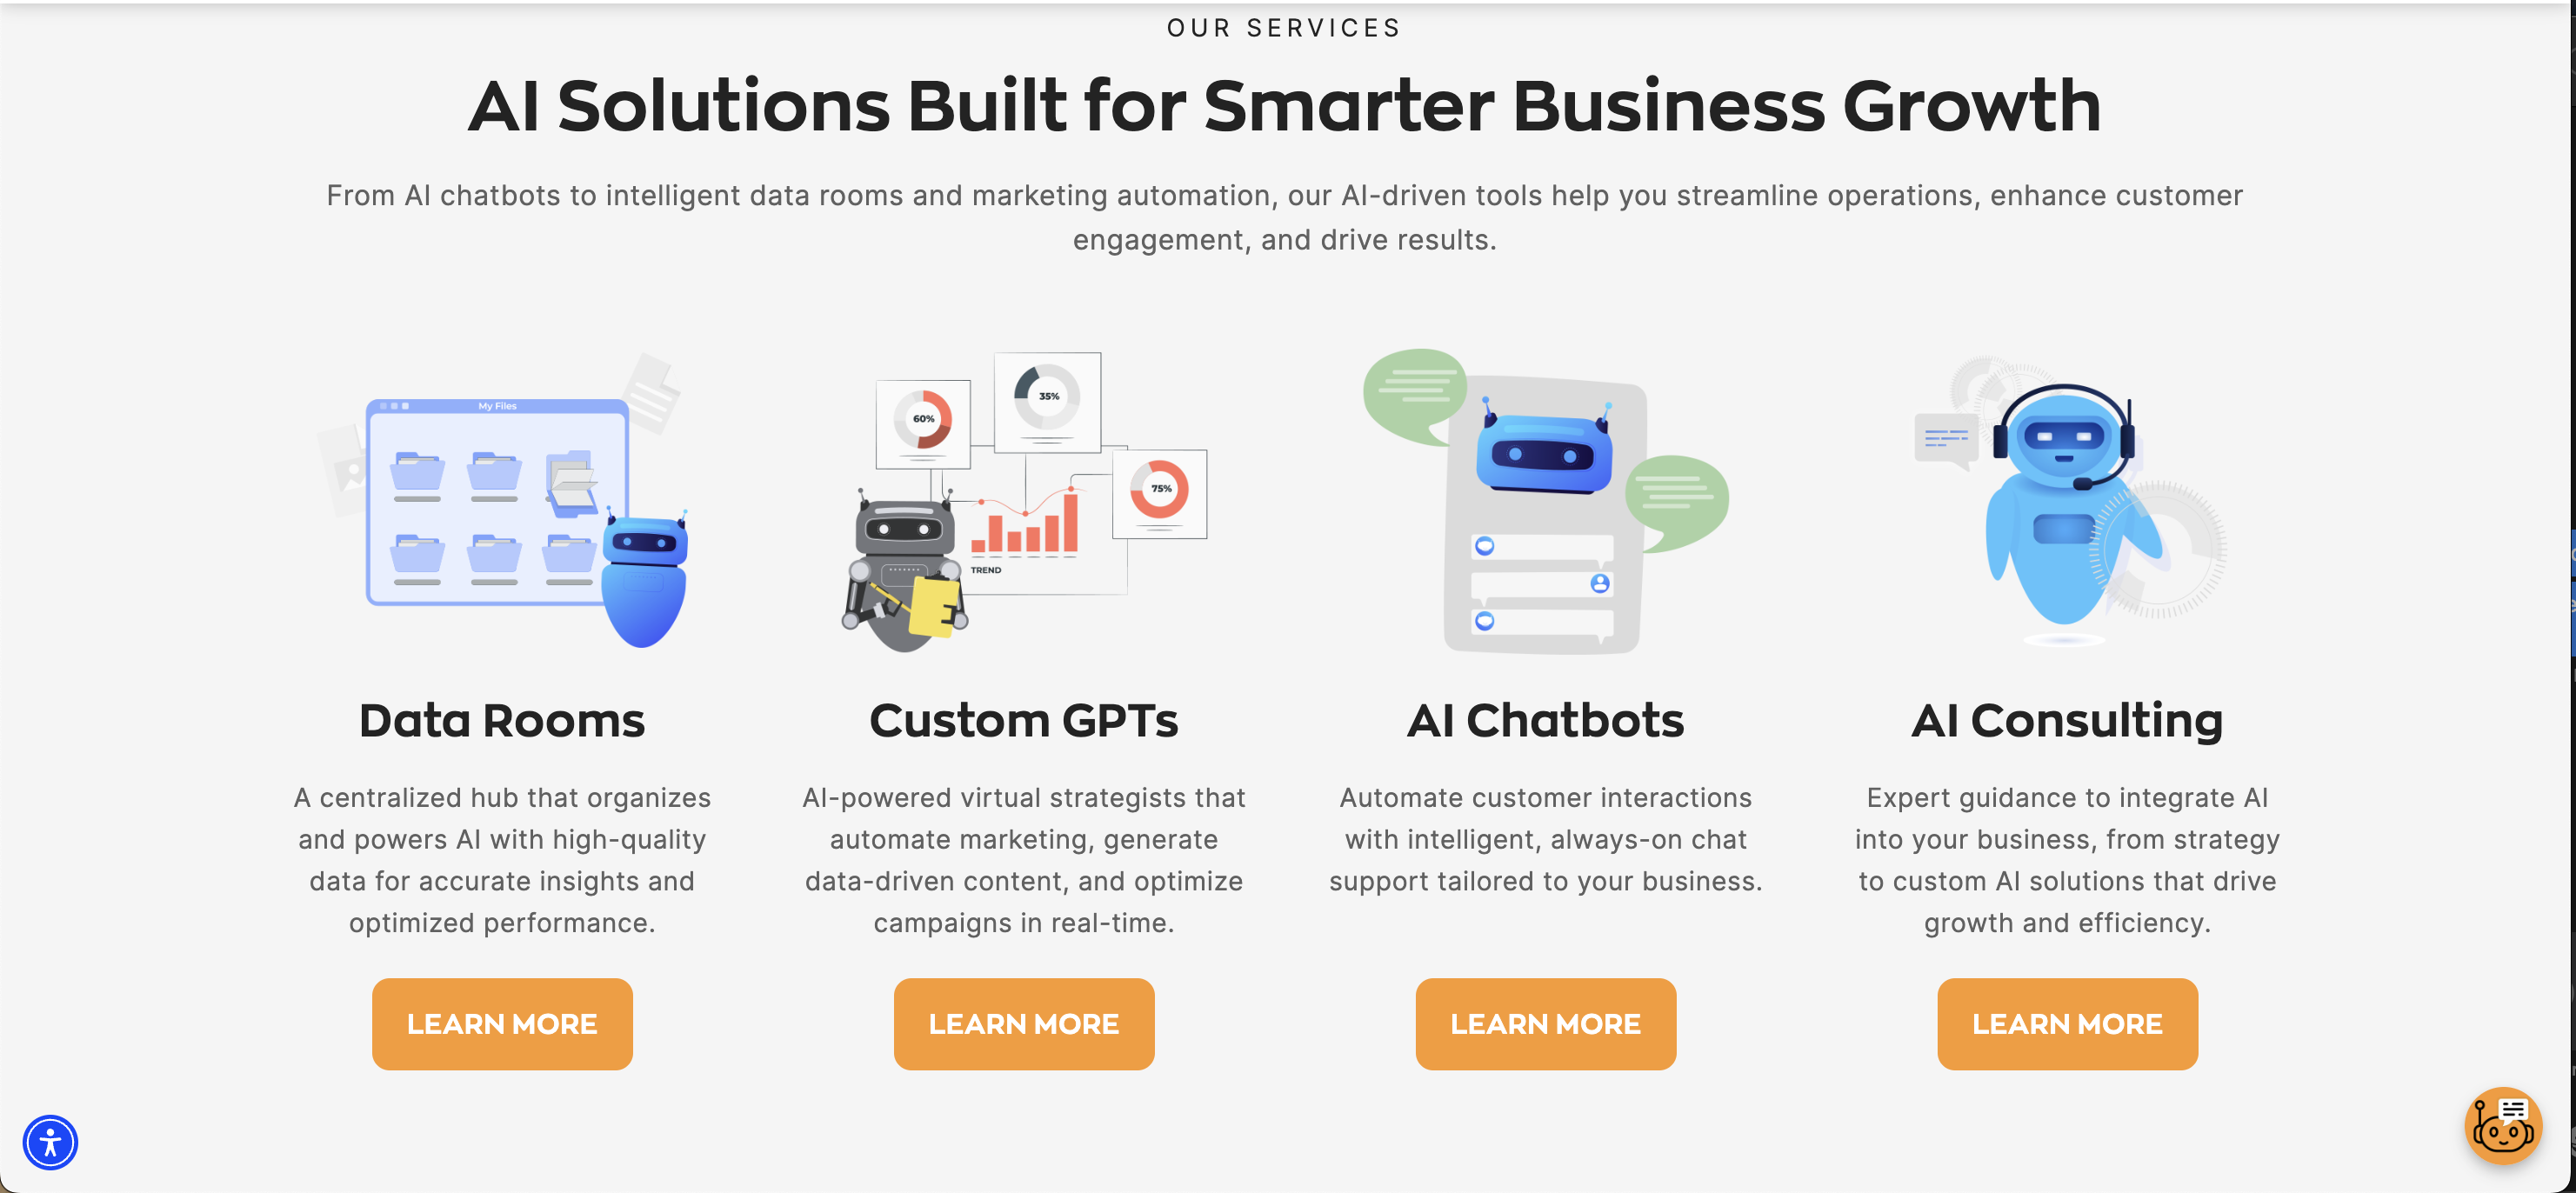 OUR SERVICES
AI Solutions Built for Smarter Business Growth
From AI chatbots to intelligent data rooms and marketing automation, our AI-driven tools help you streamline operations, enhance customer
engagement, and drive results.
My Files
60%
35%
75%
TREND
Data Rooms
A centralized hub that organizes
and powers AI with high-quality
data for accurate insights and
optimized performance.
LEARN MORE
Custom GPTs
AI-powered virtual strategists that
automate marketing, generate
data-driven content, and optimize
campaigns in real-time.
LEARN MORE
AI Chatbots
Automate customer interactions
with intelligent, always-on chat
support tailored to your business.
LEARN MORE
AI Consulting
Expert guidance to integrate AI
into your business, from strategy
to custom AI solutions that drive
growth and efficiency.
LEARN MORE